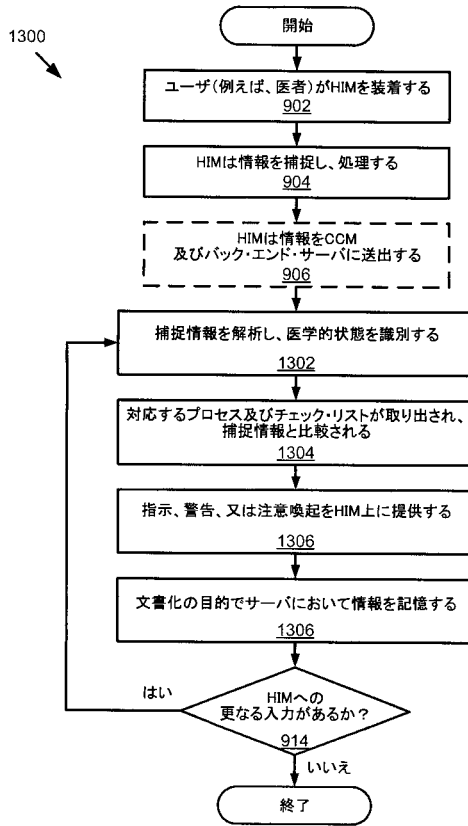 1300
開始
ユーザ(例えば、医者)がHIMを装着する
902
HIMは情報を捕捉し、処理する
904
HIMは情報をCCM
及びバック・エンド・サーバに送出する
906
捕捉情報を解析し、医学的状態を識別する
1302
対応するプロセス及びチェック・リストが取り出され、
捕捉情報と比較される
1304
指示、警告、又は注意喚起をHIM上に提供する
1306
文書化の目的でサーバにおいて情報を記憶する
1306
はい
HIMへの
更なる入力があるか?
914
いいえ
終了